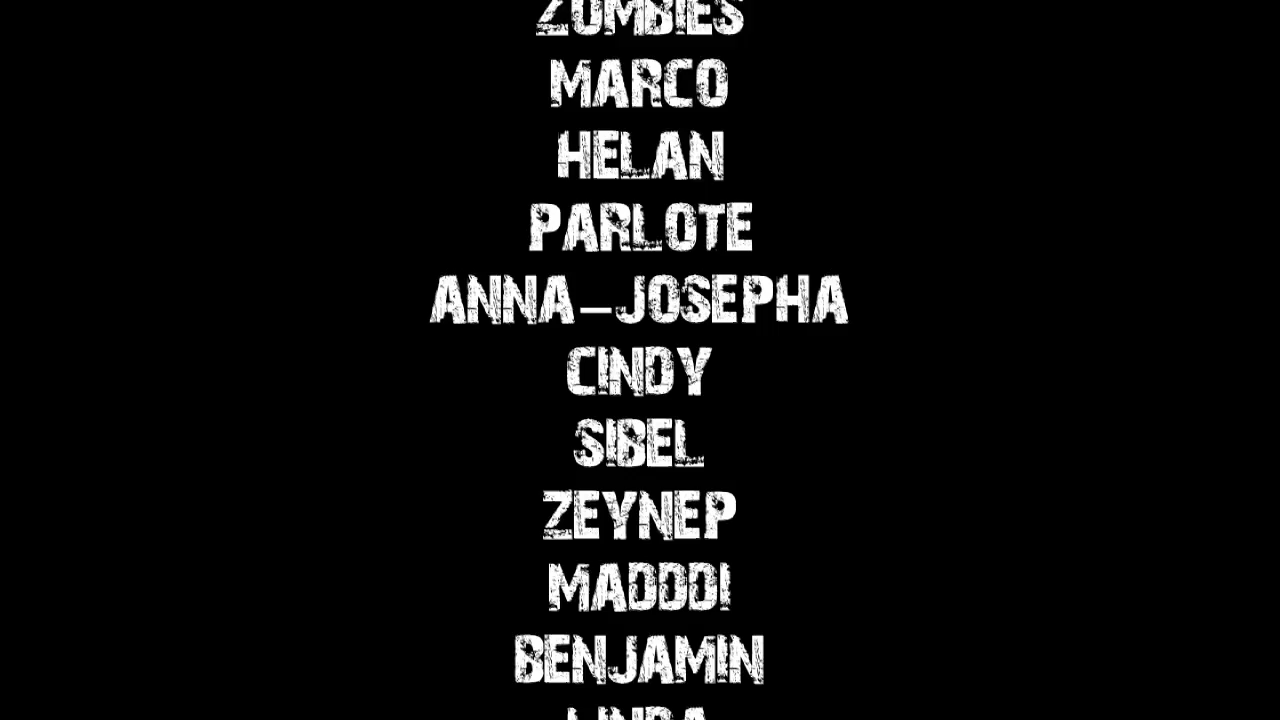 ZOMBIES
MARCO
HELAN
PARLOTE
ANNA-JOSEPHA
CINDY
SIBEL
ZEYNEP
MADDDI
BENJAMIN